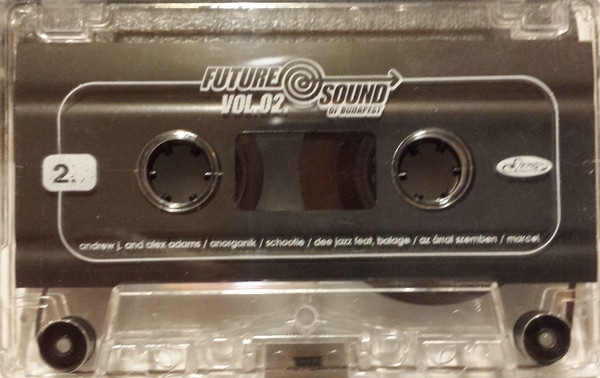 FUTURE
SOUND
VOL.02
OF BUDAPEST
2.
andrew j. and alex adams / anorganik / schoolie / dee jazz feat. balage / az árral szemben / marcel